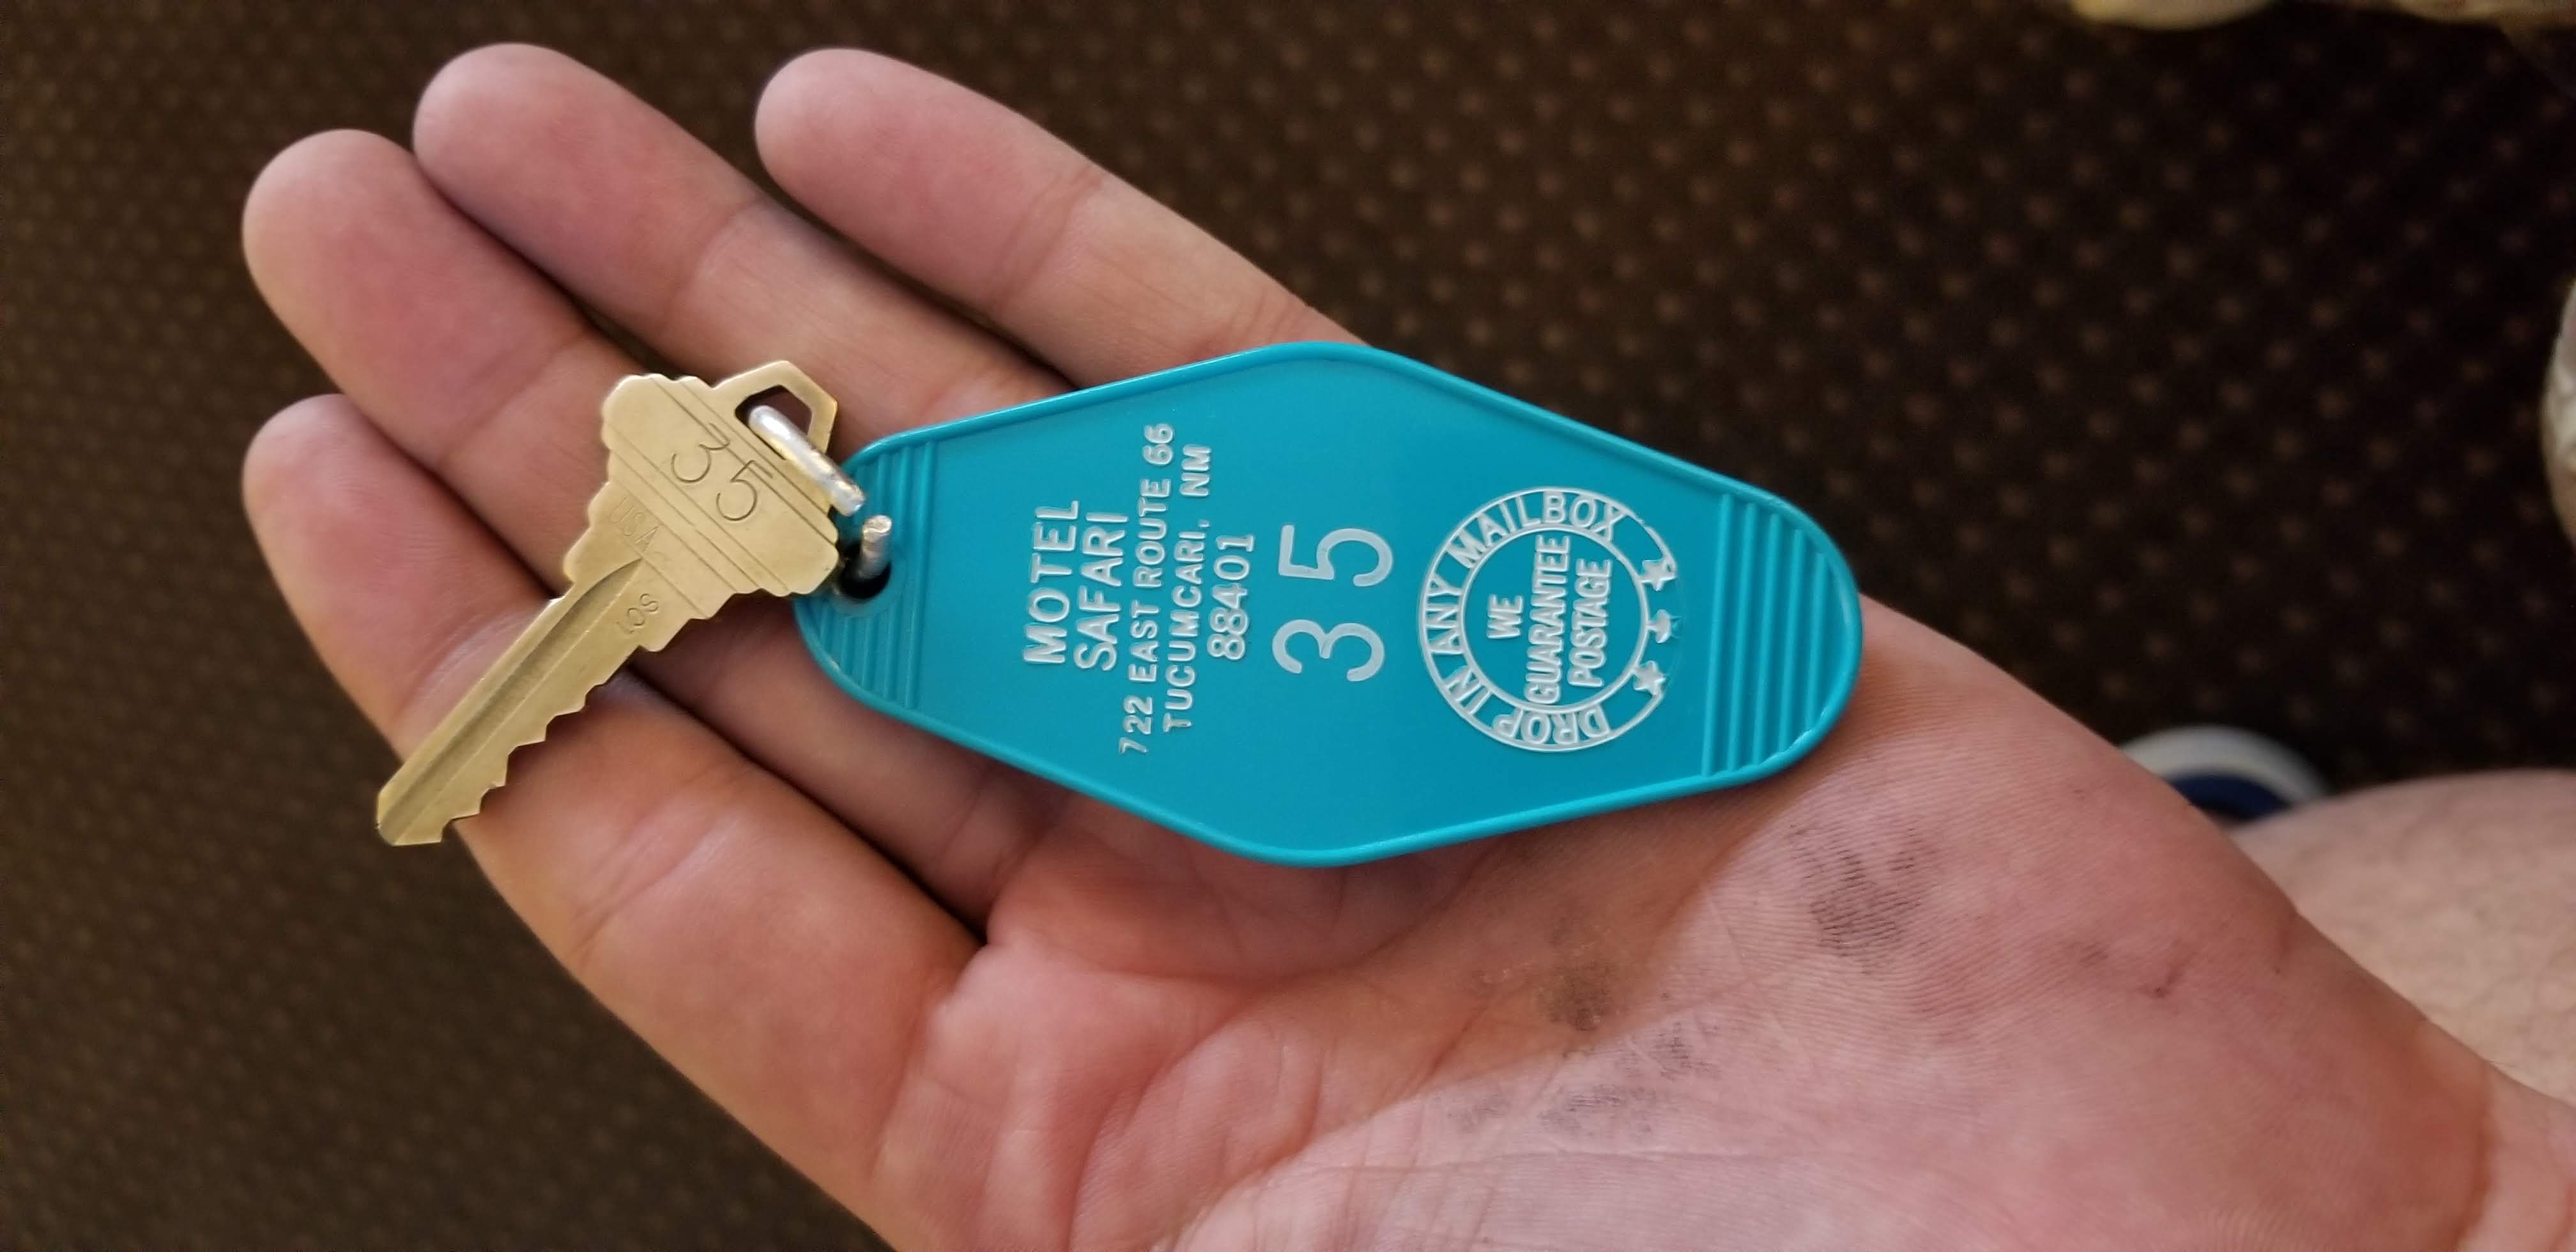 35
USA
SC1
MOTEL
SAFARI
722 EAST ROUTE 66
TUCUMCARI, NM
88401
35
DROP IN ANY MAILBOX
WE
GUARANTEE
POSTAGE